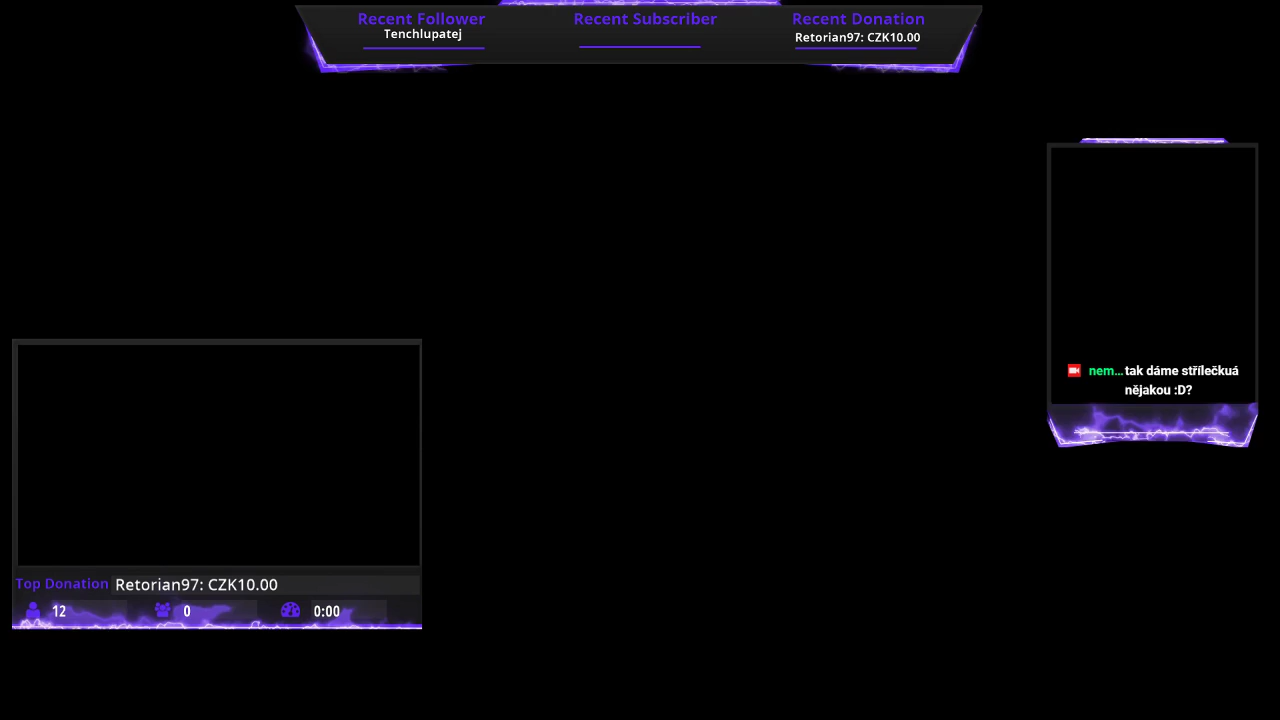 Recent Follower
Tenchlupatej
Recent Subscriber
Recent Donation
Retorian97: CZK10.00
nem... tak dáme střílečkuá
nějakou :D?
Top Donation Retorian97: CZK10.00
12 0 0:00